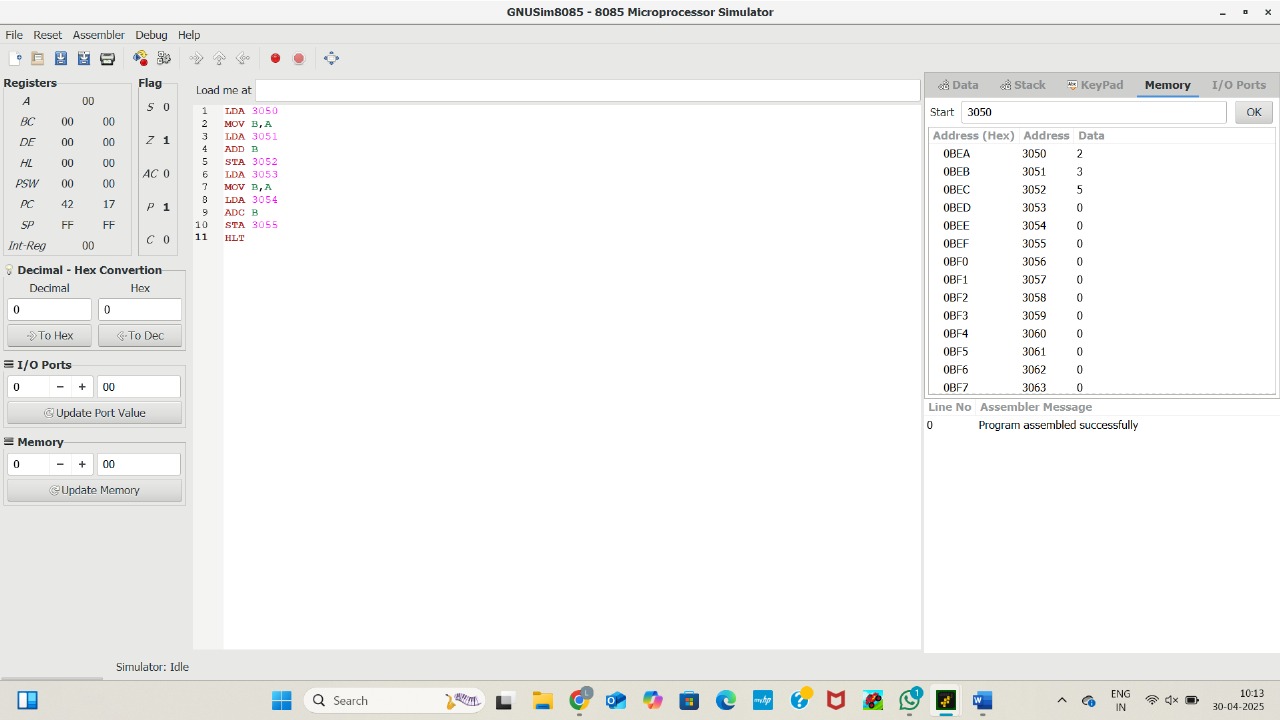 GNUSim8085 - 8085 Microprocessor Simulator
File Reset Assembler Debug Help
Registers
A 00
BC 00 00
DE 00 00
HL 00 00
PSW 00 00
PC 42 17
SP FF FF
Int-Reg 00
Flag
S 0
Z 1
AC 0
P 1
C 0
Decimal - Hex Convertion
Decimal Hex
0 0
To Hex To Dec
I/O Ports
0 − + 00
Update Port Value
Memory
0 − + 00
Update Memory
Load me at
1 LDA 3050
2 MOV B,A
3 LDA 3051
4 ADD B
5 STA 3052
6 LDA 3053
7 MOV B,A
8 LDA 3054
9 ADC B
10 STA 3055
11 HLT
Data Stack KeyPad Memory I/O Ports
Start 3050 OK
Address (Hex) Address Data
0BEA 3050 2
0BEB 3051 3
0BEC 3052 5
0BED 3053 0
0BEE 3054 0
0BEF 3055 0
0BF0 3056 0
0BF1 3057 0
0BF2 3058 0
0BF3 3059 0
0BF4 3060 0
0BF5 3061 0
0BF6 3062 0
0BF7 3063 0
Line No Assembler Message
0 Program assembled successfully
Simulator: Idle
Search
L
1
ENG
IN
10:13
30-04-2025